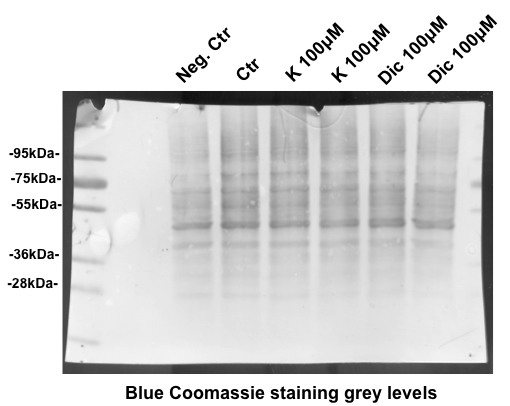 Neg. Ctr
Ctr
K 100µM
K 100µM
Dic 100µM
Dic 100µM
-95kDa-
-75kDa-
-55kDa-
-36kDa-
-28kDa-
Blue Coomassie staining grey levels